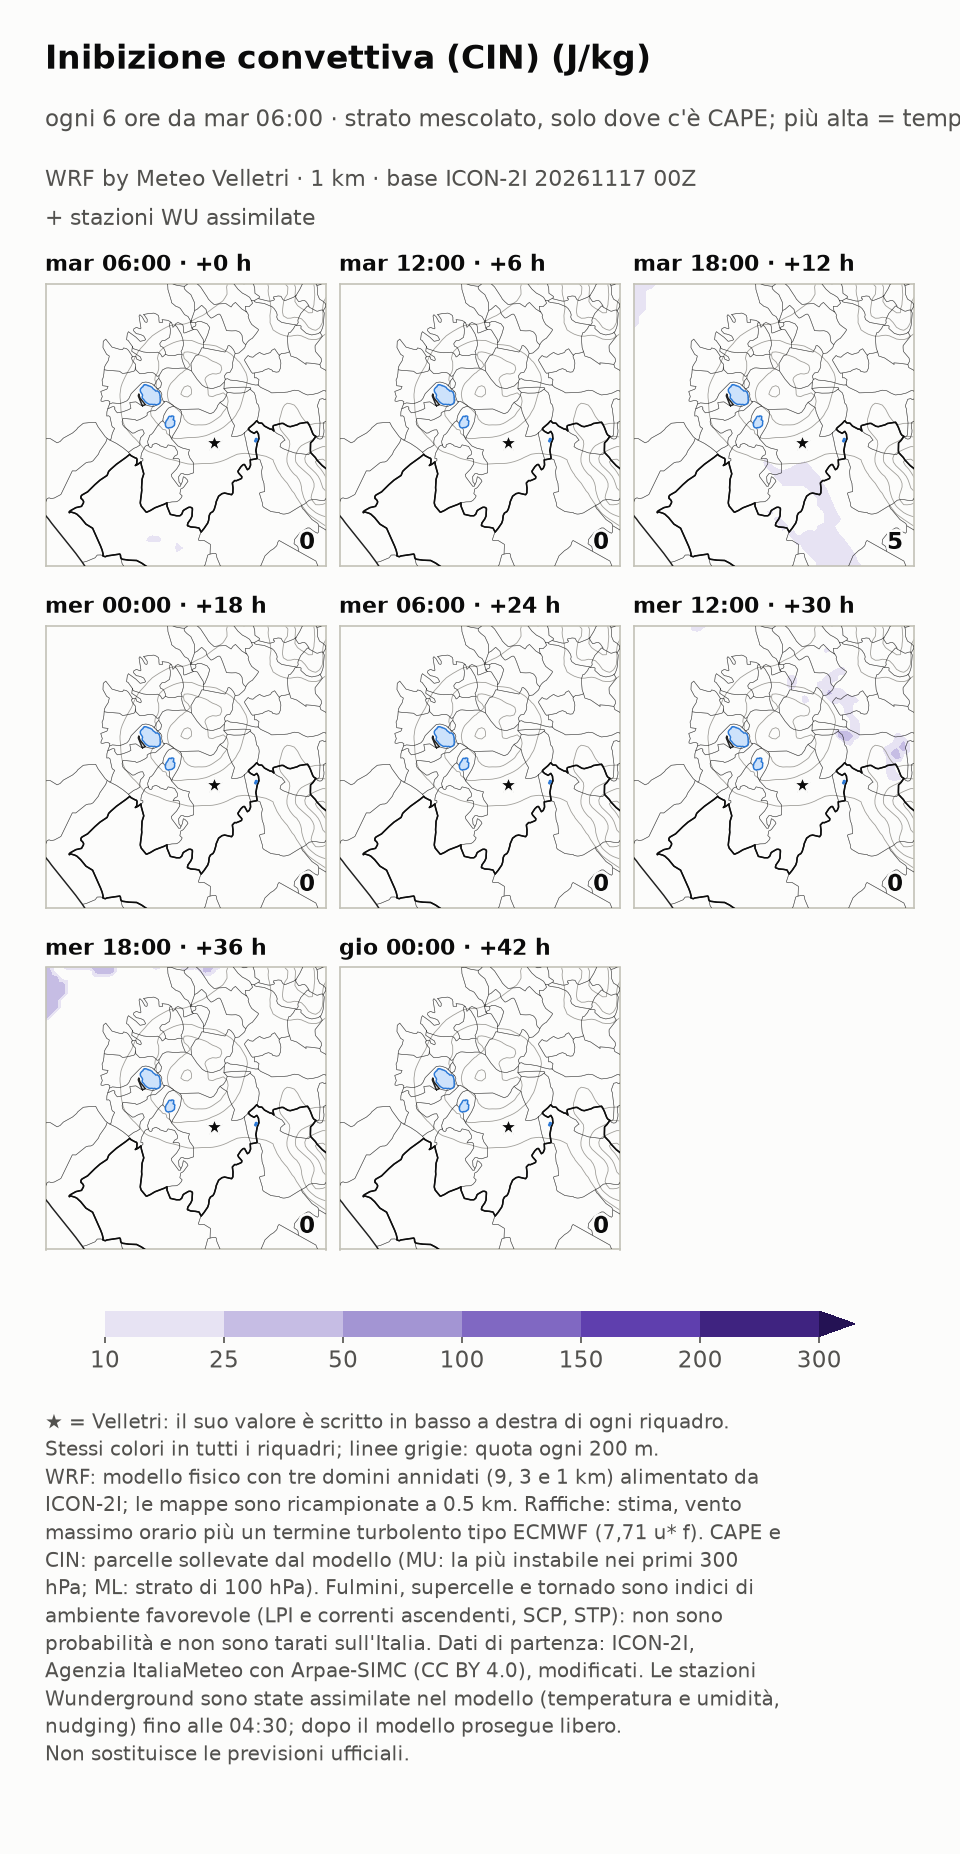 Inibizione convettiva (CIN) (J/kg)
ogni 6 ore da mar 06:00 · strato mescolato, solo dove c'è CAPE; più alta = temp
WRF by Meteo Velletri · 1 km · base ICON-2I 20261117 00Z
+ stazioni WU assimilate
mar 06:00 · +0 h
mar 12:00 · +6 h
mar 18:00 · +12 h
0
0
5
mer 00:00 · +18 h
mer 06:00 · +24 h
mer 12:00 · +30 h
0
0
0
mer 18:00 · +36 h
gio 00:00 · +42 h
0
0
10 25 50 100 150 200 300
★ = Velletri: il suo valore è scritto in basso a destra di ogni riquadro.
Stessi colori in tutti i riquadri; linee grigie: quota ogni 200 m.
WRF: modello fisico con tre domini annidati (9, 3 e 1 km) alimentato da
ICON-2I; le mappe sono ricampionate a 0.5 km. Raffiche: stima, vento
massimo orario più un termine turbolento tipo ECMWF (7,71 u* f). CAPE e
CIN: parcelle sollevate dal modello (MU: la più instabile nei primi 300
hPa; ML: strato di 100 hPa). Fulmini, supercelle e tornado sono indici di
ambiente favorevole (LPI e correnti ascendenti, SCP, STP): non sono
probabilità e non sono tarati sull'Italia. Dati di partenza: ICON-2I,
Agenzia ItaliaMeteo con Arpae-SIMC (CC BY 4.0), modificati. Le stazioni
Wunderground sono state assimilate nel modello (temperatura e umidità,
nudging) fino alle 04:30; dopo il modello prosegue libero.
Non sostituisce le previsioni ufficiali.